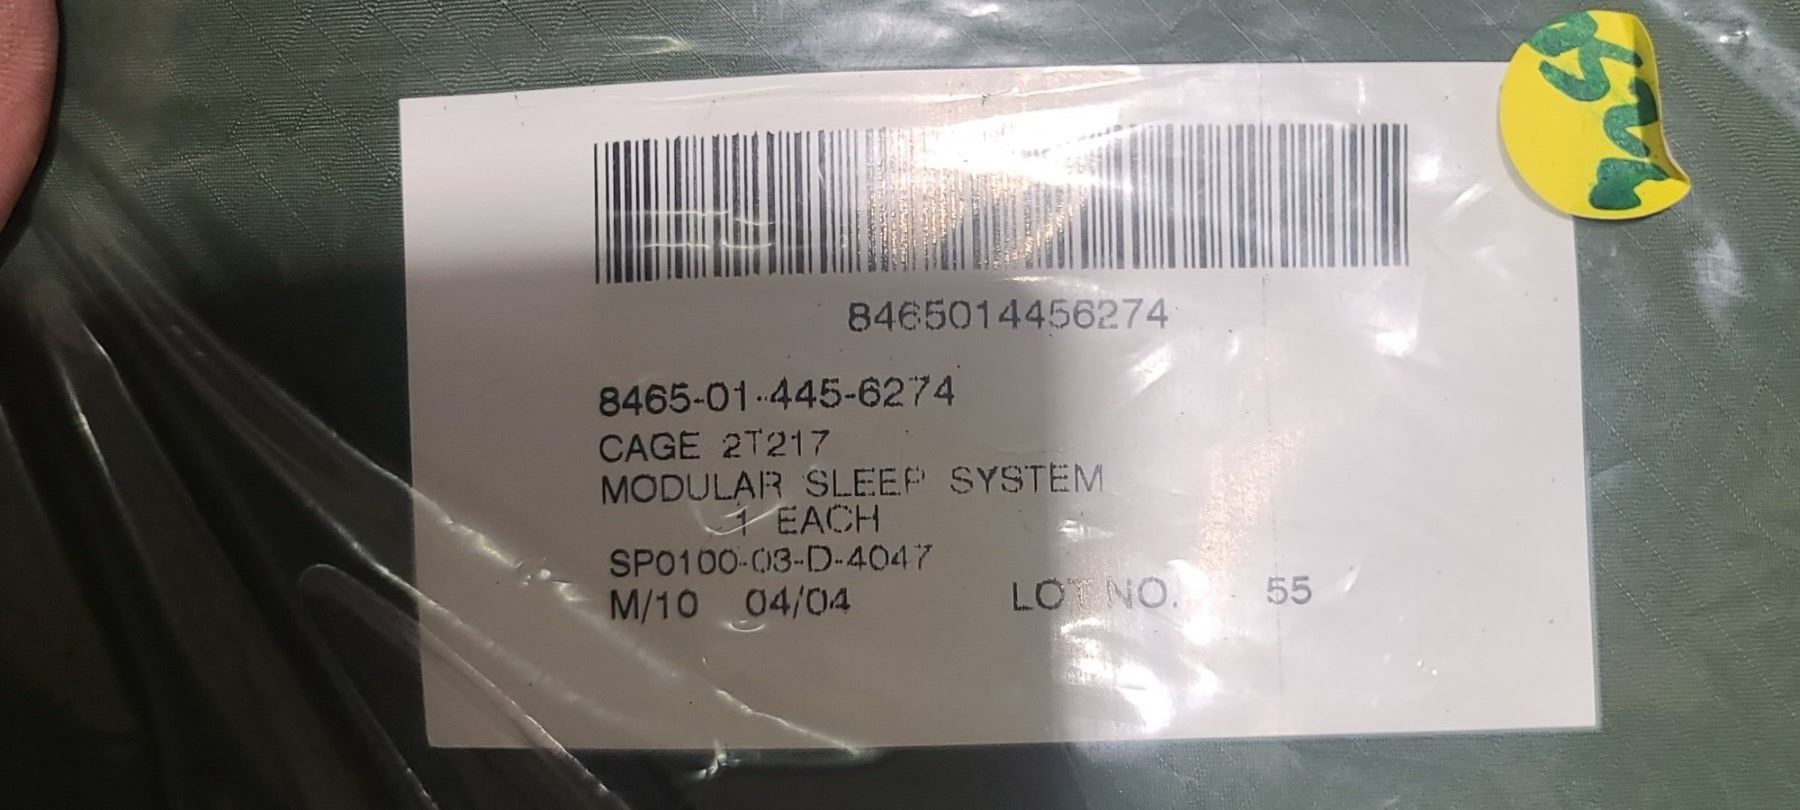 8465014456274
8465-01-445-6274
CAGE 2T217
MODULAR SLEEP SYSTEM
1 EACH
SP0100-03-D-4047
M/10 04/04 LOT NO. 55